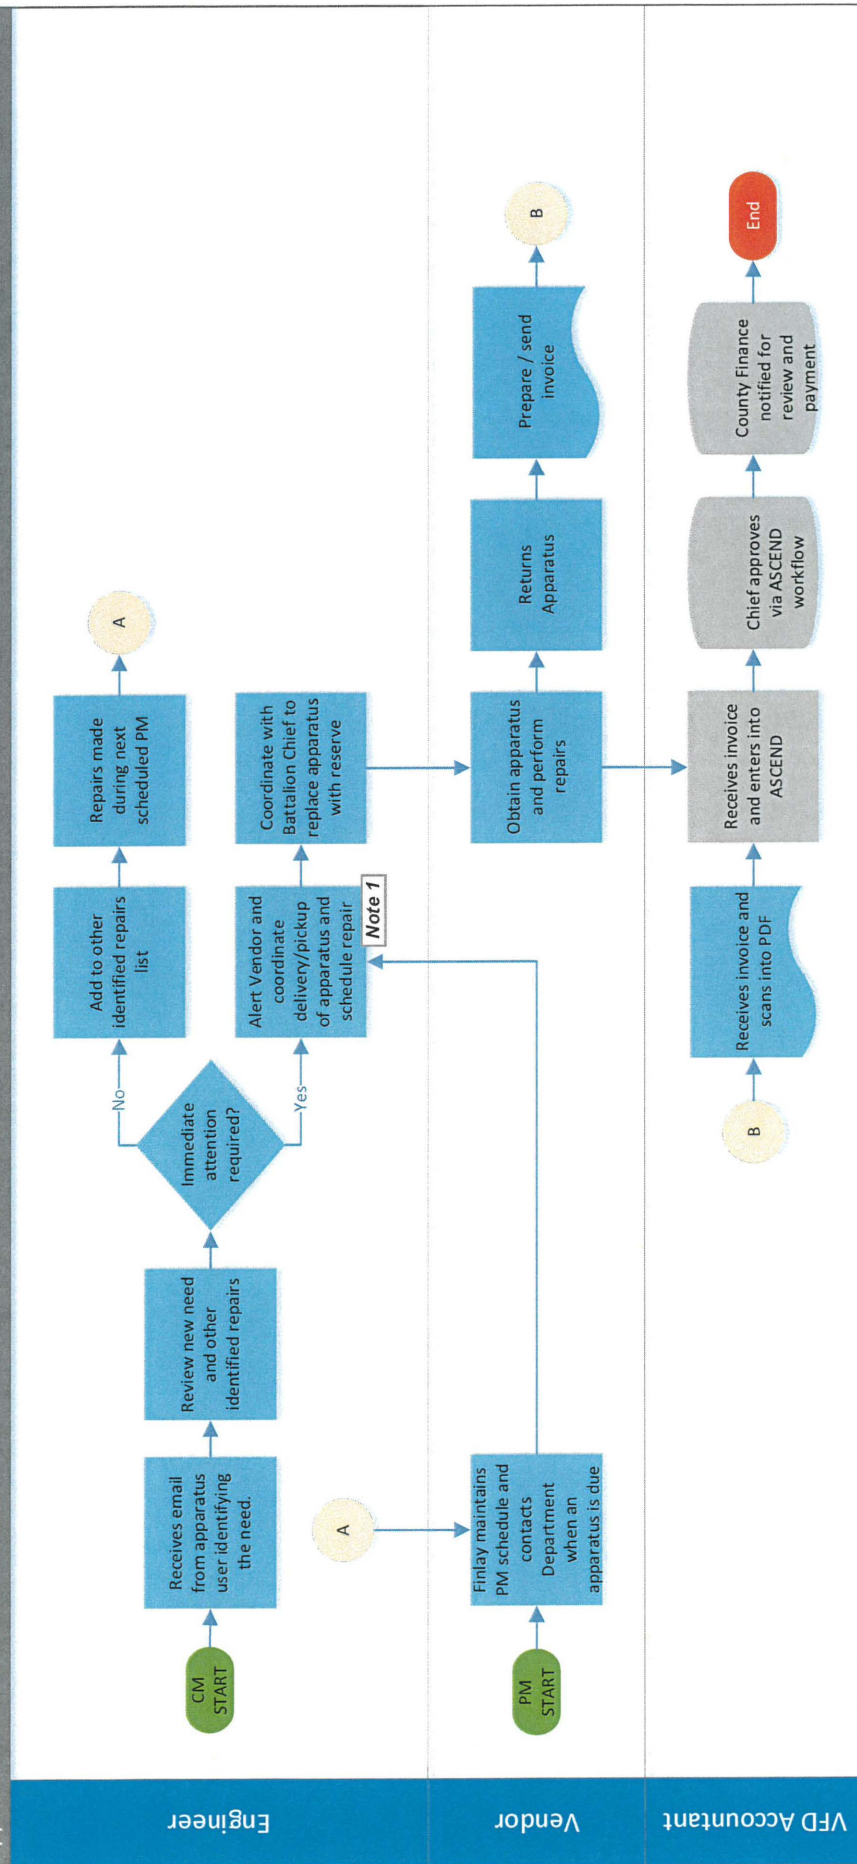 Engineer
CM
START
Receives email
from apparatus
user identifying
the need.
Review new need
and other
identified repairs
Immediate
attention
required?
No
Add to other
identified repairs
list
Repairs made
during next
scheduled PM
A
Yes
Alert Vendor and
coordinate
delivery/pickup
of apparatus and
schedule repair
Note 1
Coordinate with
Battalion Chief to
replace apparatus
with reserve
A
Vendor
PM
START
Finlay maintains
PM schedule and
contacts
Department
when an
apparatus is due
Obtain apparatus
and perform
repairs
Returns
Apparatus
Prepare / send
invoice
B
VFD Accountant
B
Receives invoice and
scans into PDF
Receives invoice
and enters into
ASCEND
Chief approves
via ASCEND
workflow
County Finance
notified for
review and
payment
End